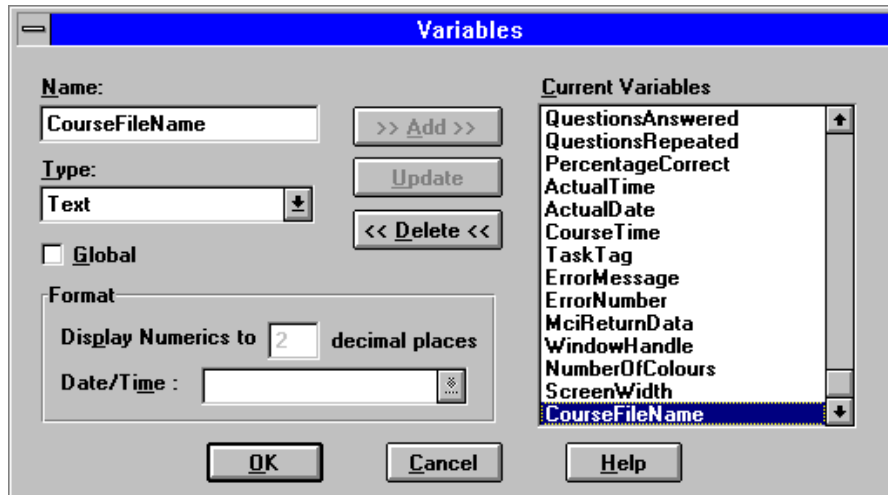 Variables
Name:
CourseFileName
>> Add >>
Type:
Update
Text
<< Delete <<
Global
Format
Display Numerics to 2 decimal places
Date/Time :
Current Variables
QuestionsAnswered
QuestionsRepeated
PercentageCorrect
ActualTime
ActualDate
CourseTime
TaskTag
ErrorMessage
ErrorNumber
MciReturnData
WindowHandle
NumberOfColours
ScreenWidth
CourseFileName
OK
Cancel
Help